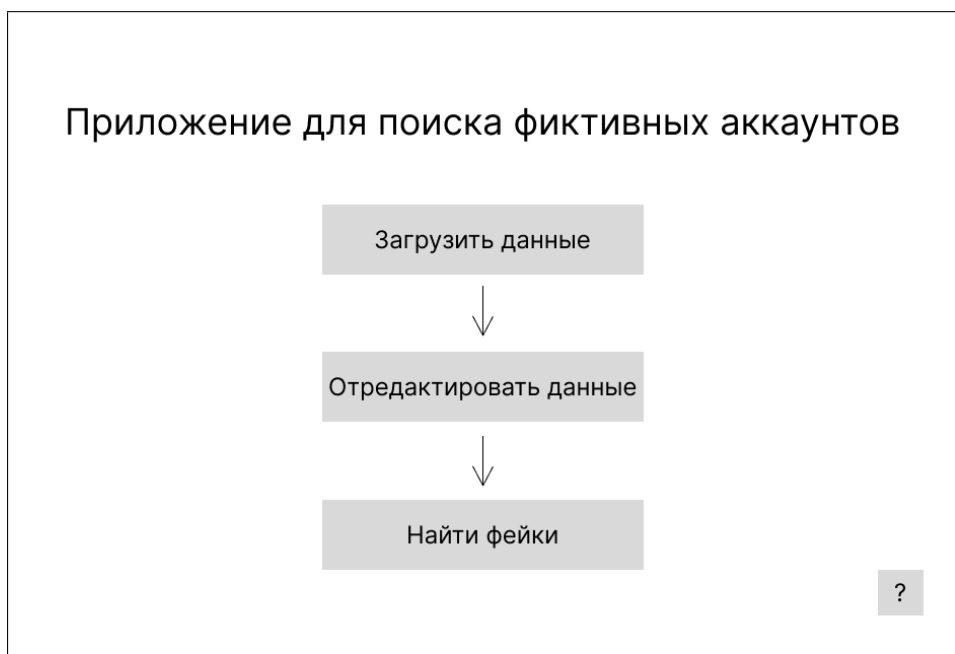 Приложение для поиска фиктивных аккаунтов
Загрузить данные
Отредактировать данные
Найти фейки
?